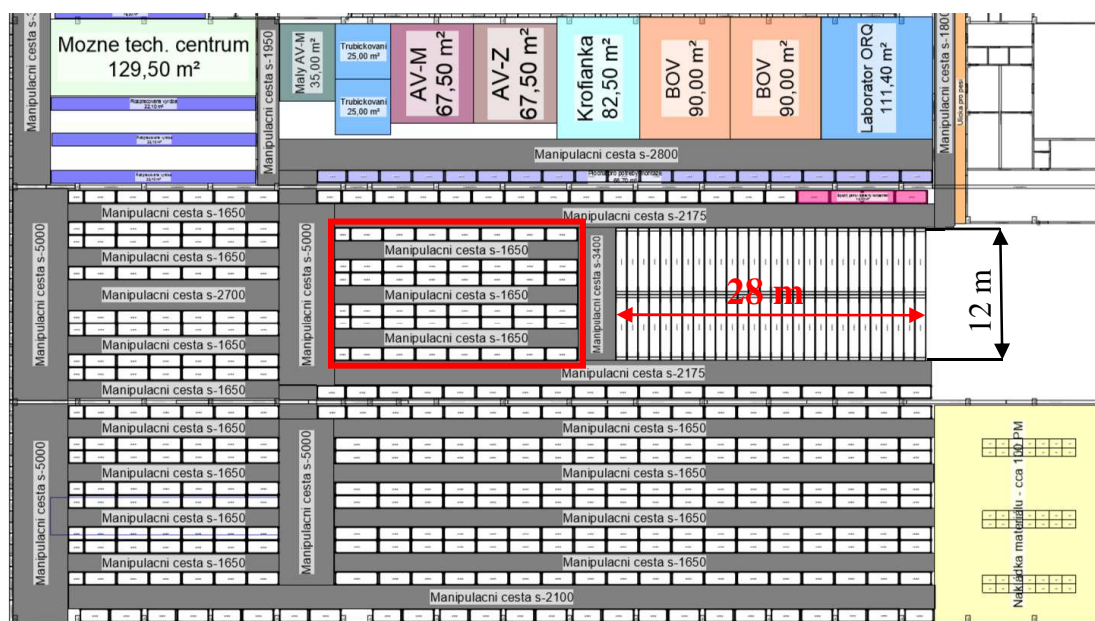 Manipulacni cesta s-
Mozne tech. centrum
129,50 m²
Manipulacni cesta s-1950
Maly AV-M
35,00 m²
Trubickovani
25,00 m²
Trubickovani
25,00 m²
AV-M
67,50 m²
AV-Z
67,50 m²
Krofianka
82,50 m²
BOV
90,00 m²
BOV
90,00 m²
Laborator ORQ
111,40 m²
Manipulacni cesta s-1800
Ulicka pro pesi
Manipulacni cesta s-2800
Manipulacni cesta s-1650
Manipulacni cesta s-2175
Manipulacni cesta s-5000
Manipulacni cesta s-1650
Manipulacni cesta s-2700
Manipulacni cesta s-1650
Manipulacni cesta s-1650
Manipulacni cesta s-5000
Manipulacni cesta s-1650
Manipulacni cesta s-1650
Manipulacni cesta s-1650
Manipulacni cesta s-3400
28 m
12 m
Manipulacni cesta s-2175
Manipulacni cesta s-5000
Manipulacni cesta s-1650
Manipulacni cesta s-1650
Manipulacni cesta s-1650
Manipulacni cesta s-1650
Manipulacni cesta s-5000
Manipulacni cesta s-1650
Manipulacni cesta s-1650
Manipulacni cesta s-1650
Manipulacni cesta s-1650
Manipulacni cesta s-2100
Nakladka materialu - cca 100 PM